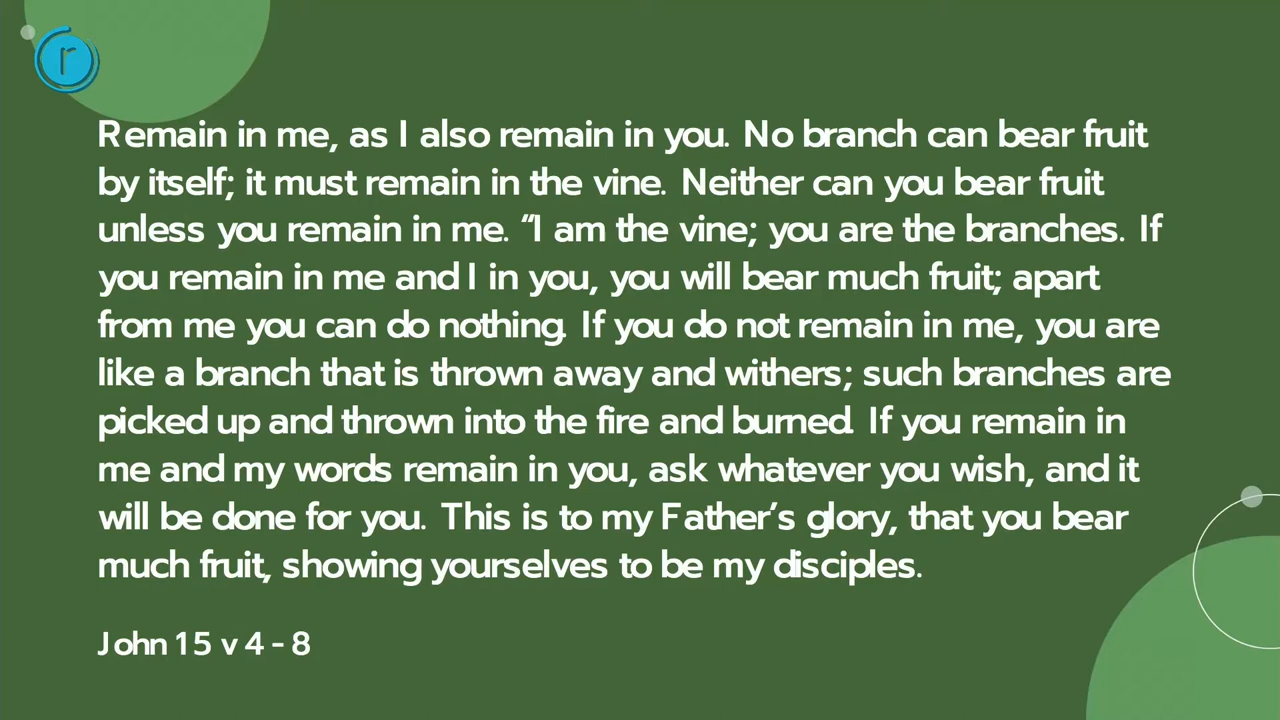 r
Remain in me, as I also remain in you. No branch can bear fruit
by itself; it must remain in the vine. Neither can you bear fruit
unless you remain in me. “I am the vine; you are the branches. If
you remain in me and I in you, you will bear much fruit; apart
from me you can do nothing. If you do not remain in me, you are
like a branch that is thrown away and withers; such branches are
picked up and thrown into the fire and burned. If you remain in
me and my words remain in you, ask whatever you wish, and it
will be done for you. This is to my Father’s glory, that you bear
much fruit, showing yourselves to be my disciples.
John 15 v 4 - 8